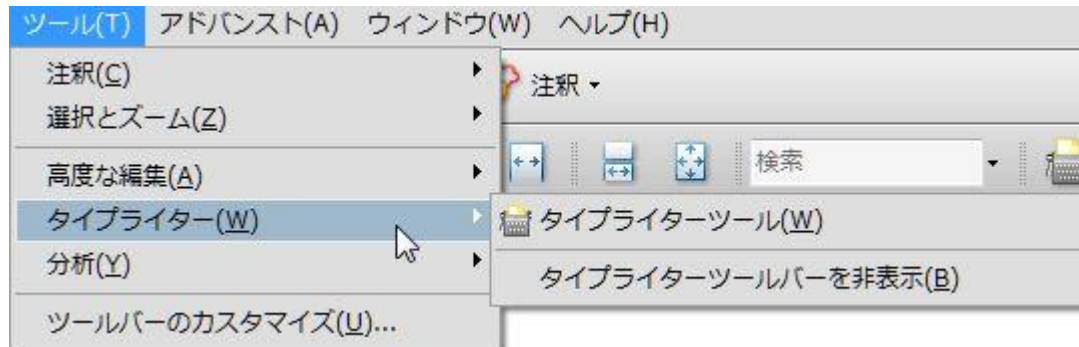 ツール(T) アドバンスト(A) ウィンドウ(W) ヘルプ(H)
注釈(C)
選択とズーム(Z)
高度な編集(A)
タイプライター(W)
分析(Y)
ツールバーのカスタマイズ(U)...
注釈
検索
タイプライターツール(W)
タイプライターツールバーを非表示(B)